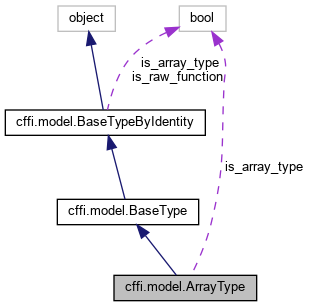 object
bool
is_array_type
is_raw_function
cffi.model.BaseTypeByIdentity
is_array_type
cffi.model.BaseType
cffi.model.ArrayType